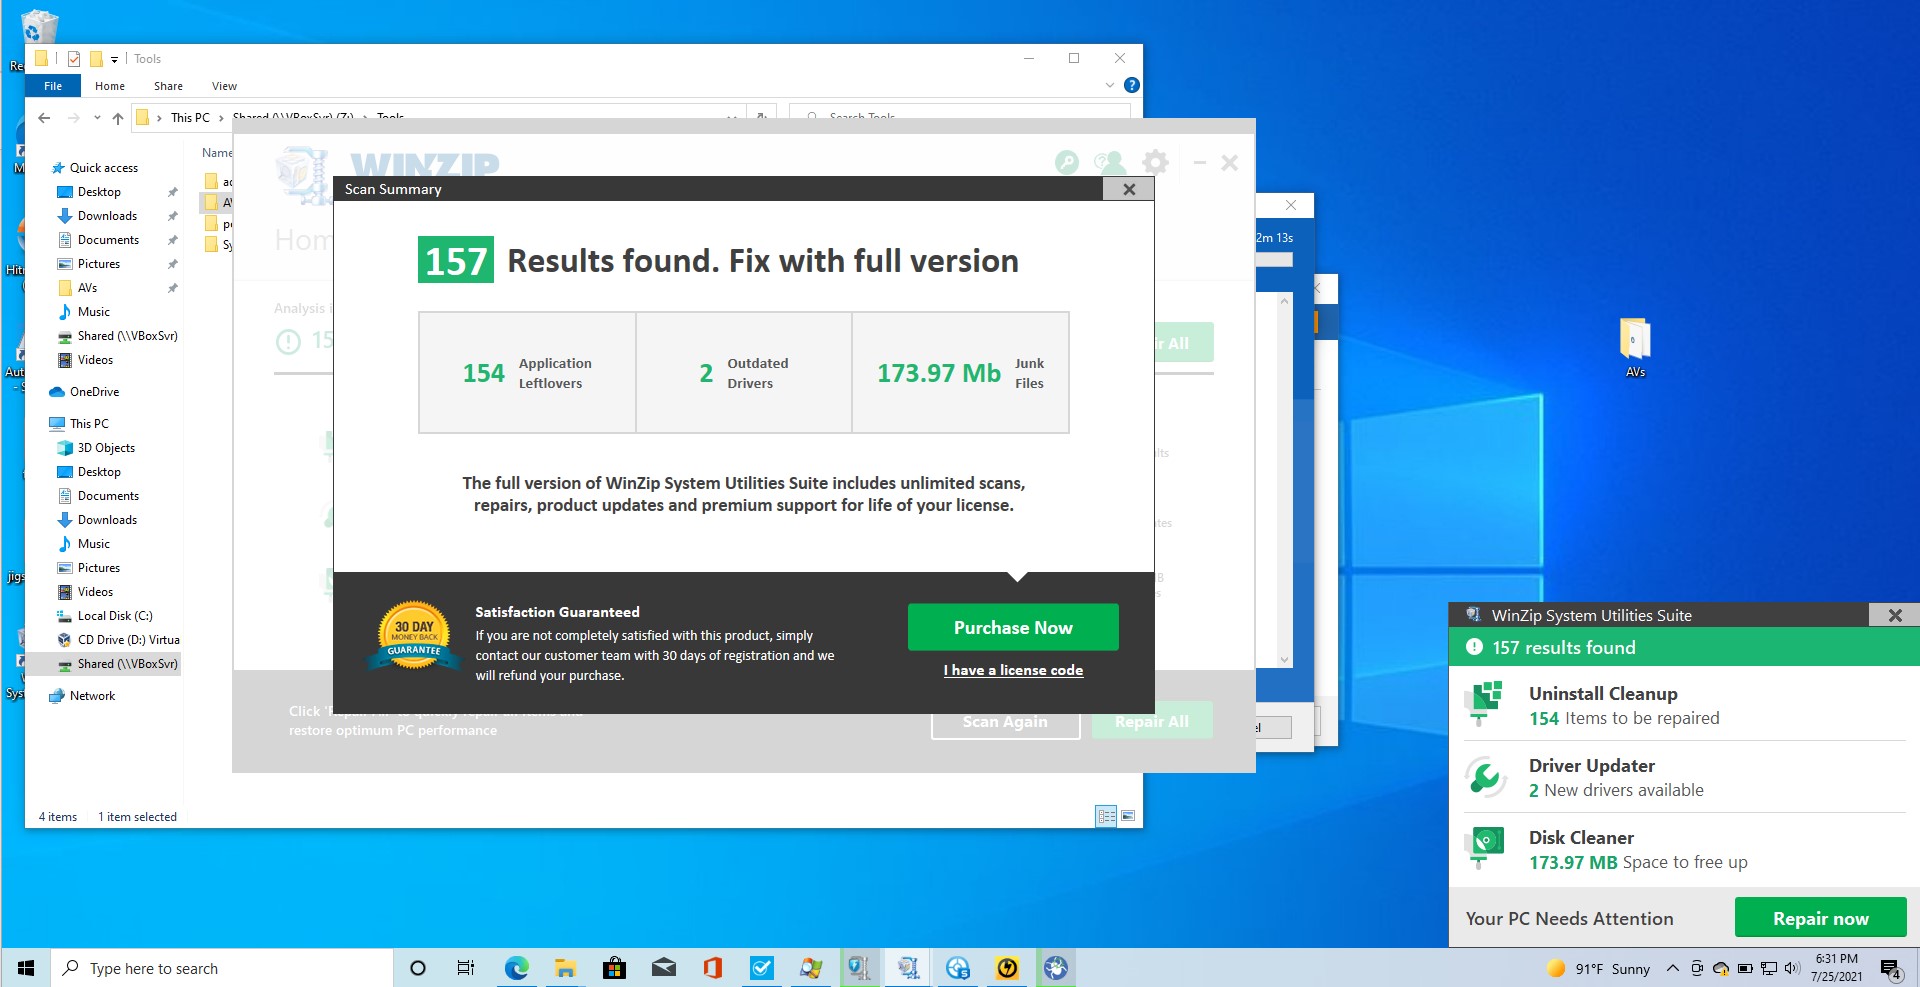 Tools
File
Home
Share
View
This PC
Shared (\\VBoxSvr) (Z:)
Tools
Search Tools
Name
Quick access
Desktop
Downloads
Documents
Pictures
AVs
Music
Shared (\\VBoxSvr)
Videos
OneDrive
This PC
3D Objects
Desktop
Documents
Downloads
Music
Pictures
Videos
Local Disk (C:)
CD Drive (D:) Virtua
Shared (\\VBoxSvr)
Network
4 items
1 item selected
WINZIP
Scan Summary
157 Results found. Fix with full version
154 Application
Leftlovers
2 Outdated
Drivers
173.97 Mb Junk
Files
The full version of WinZip System Utilities Suite includes unlimited scans,
repairs, product updates and premium support for life of your license.
30 DAY
MONEY BACK
GUARANTEE
Satisfaction Guaranteed
If you are not completely satisfied with this product, simply
contact our customer team with 30 days of registration and we
will refund your purchase.
Purchase Now
I have a license code
restore optimum PC performance
Scan Again
Repair All
2m 13s
AVs
WinZip System Utilities Suite
157 results found
Uninstall Cleanup
154 Items to be repaired
Driver Updater
2 New drivers available
Disk Cleaner
173.97 MB Space to free up
Your PC Needs Attention
Repair now
Type here to search
91°F Sunny
6:31 PM
7/25/2021
4